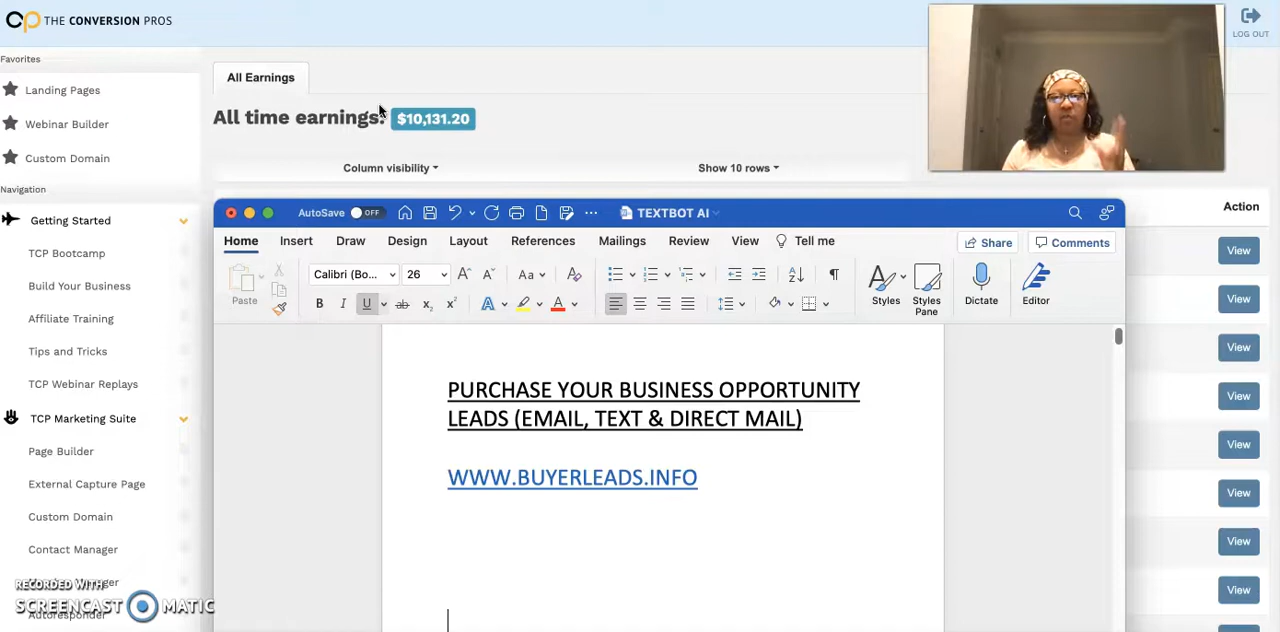 THE CONVERSION PROS
LOG OUT
Favorites
Landing Pages
Webinar Builder
Custom Domain
Navigation
Getting Started
TCP Bootcamp
Build Your Business
Affiliate Training
Tips and Tricks
TCP Webinar Replays
TCP Marketing Suite
Page Builder
External Capture Page
Custom Domain
Contact Manager
Autoresponder
RECORDED WITH
SCREENCAST MATIC
All Earnings
All time earnings: $10,131.20
Column visibility
Show 10 rows
Action
View
View
View
View
View
View
View
View
AutoSave OFF
TEXTBOT AI
Home Insert Draw Design Layout References Mailings Review View Tell me
Share Comments
Paste
Calibri (Bo... 26
Styles
Styles Pane
Dictate
Editor
PURCHASE YOUR BUSINESS OPPORTUNITY
LEADS (EMAIL, TEXT & DIRECT MAIL)
WWW.BUYERLEADS.INFO